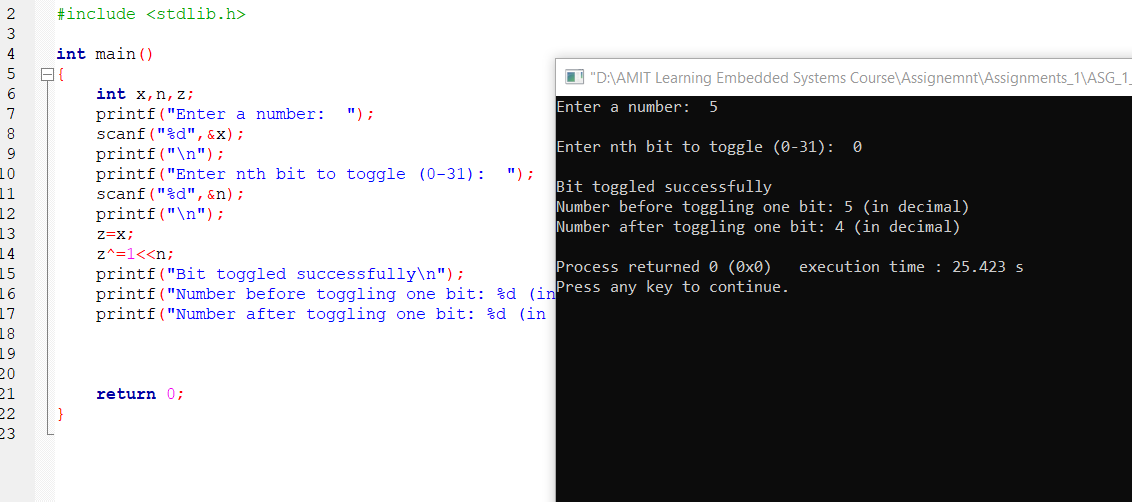 2 #include <stdlib.h>
3
4 int main()
5 {
6 int x,n,z;
7 printf("Enter a number:  ");
8 scanf("%d",&x);
9 printf("\n");
10 printf("Enter nth bit to toggle (0-31):  ");
11 scanf("%d",&n);
12 printf("\n");
13 z=x;
14 z^=1<<n;
15 printf("Bit toggled successfully\n");
16 printf("Number before toggling one bit: %d (in
17 printf("Number after toggling one bit: %d (in
18
19
20
21 return 0;
22 }
23
"D:\AMIT Learning Embedded Systems Course\Assignemnt\Assignments_1\ASG_1_
Enter a number:  5
Enter nth bit to toggle (0-31):  0
Bit toggled successfully
Number before toggling one bit: 5 (in decimal)
Number after toggling one bit: 4 (in decimal)
Process returned 0 (0x0)   execution time : 25.423 s
Press any key to continue.